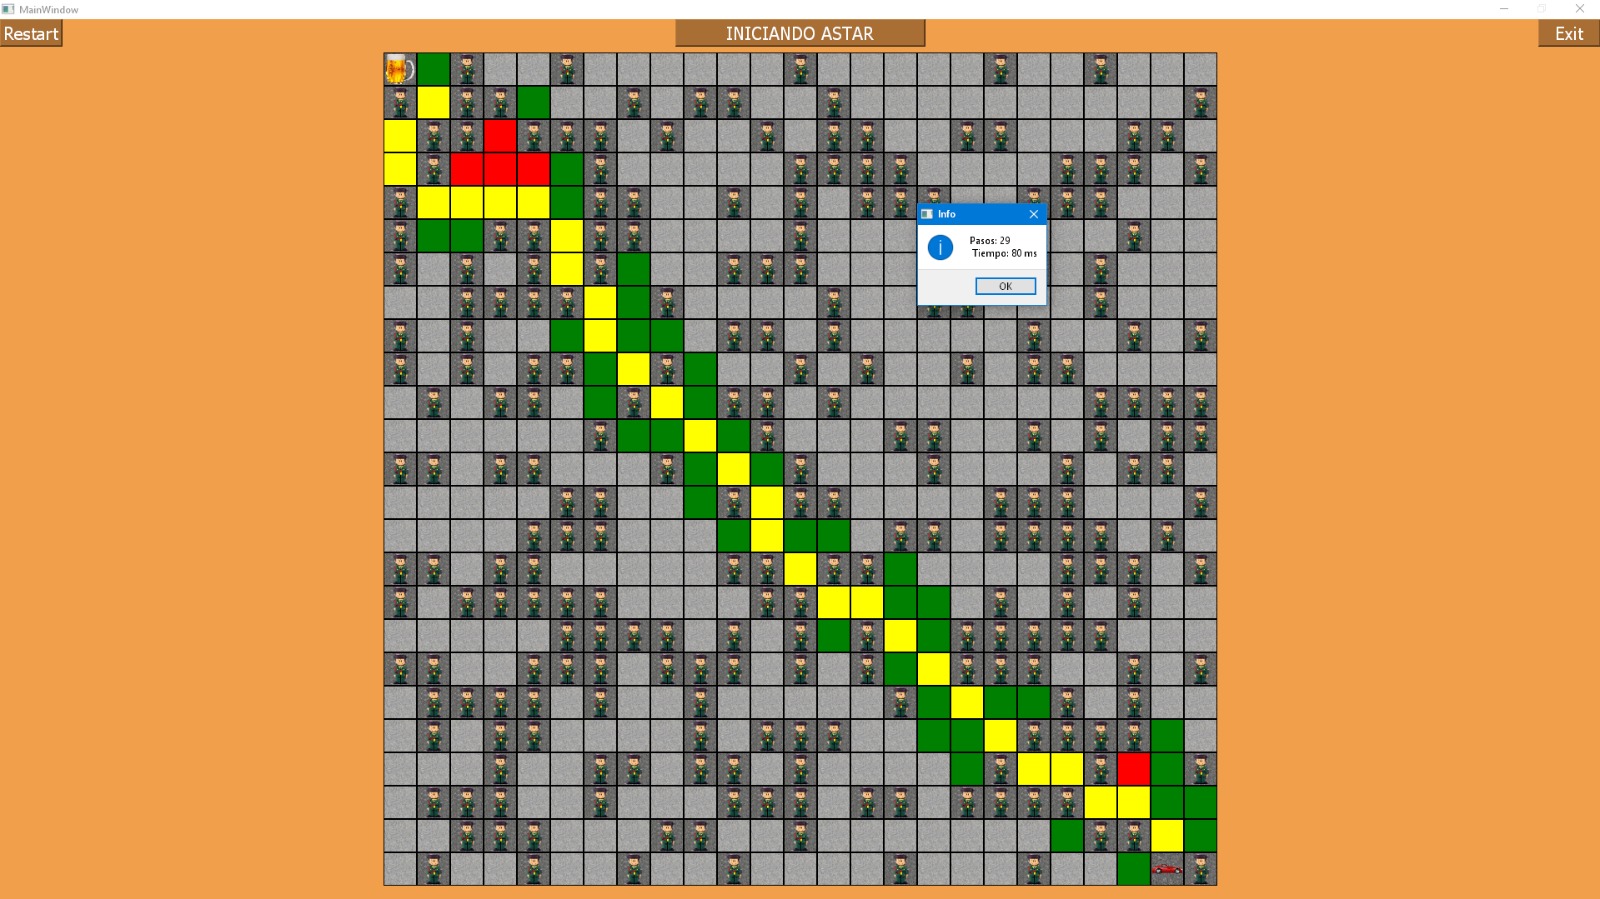 MainWindow
Restart
INICIANDO ASTAR
Exit
Info
Pasos: 29
Tiempo: 80 ms
OK